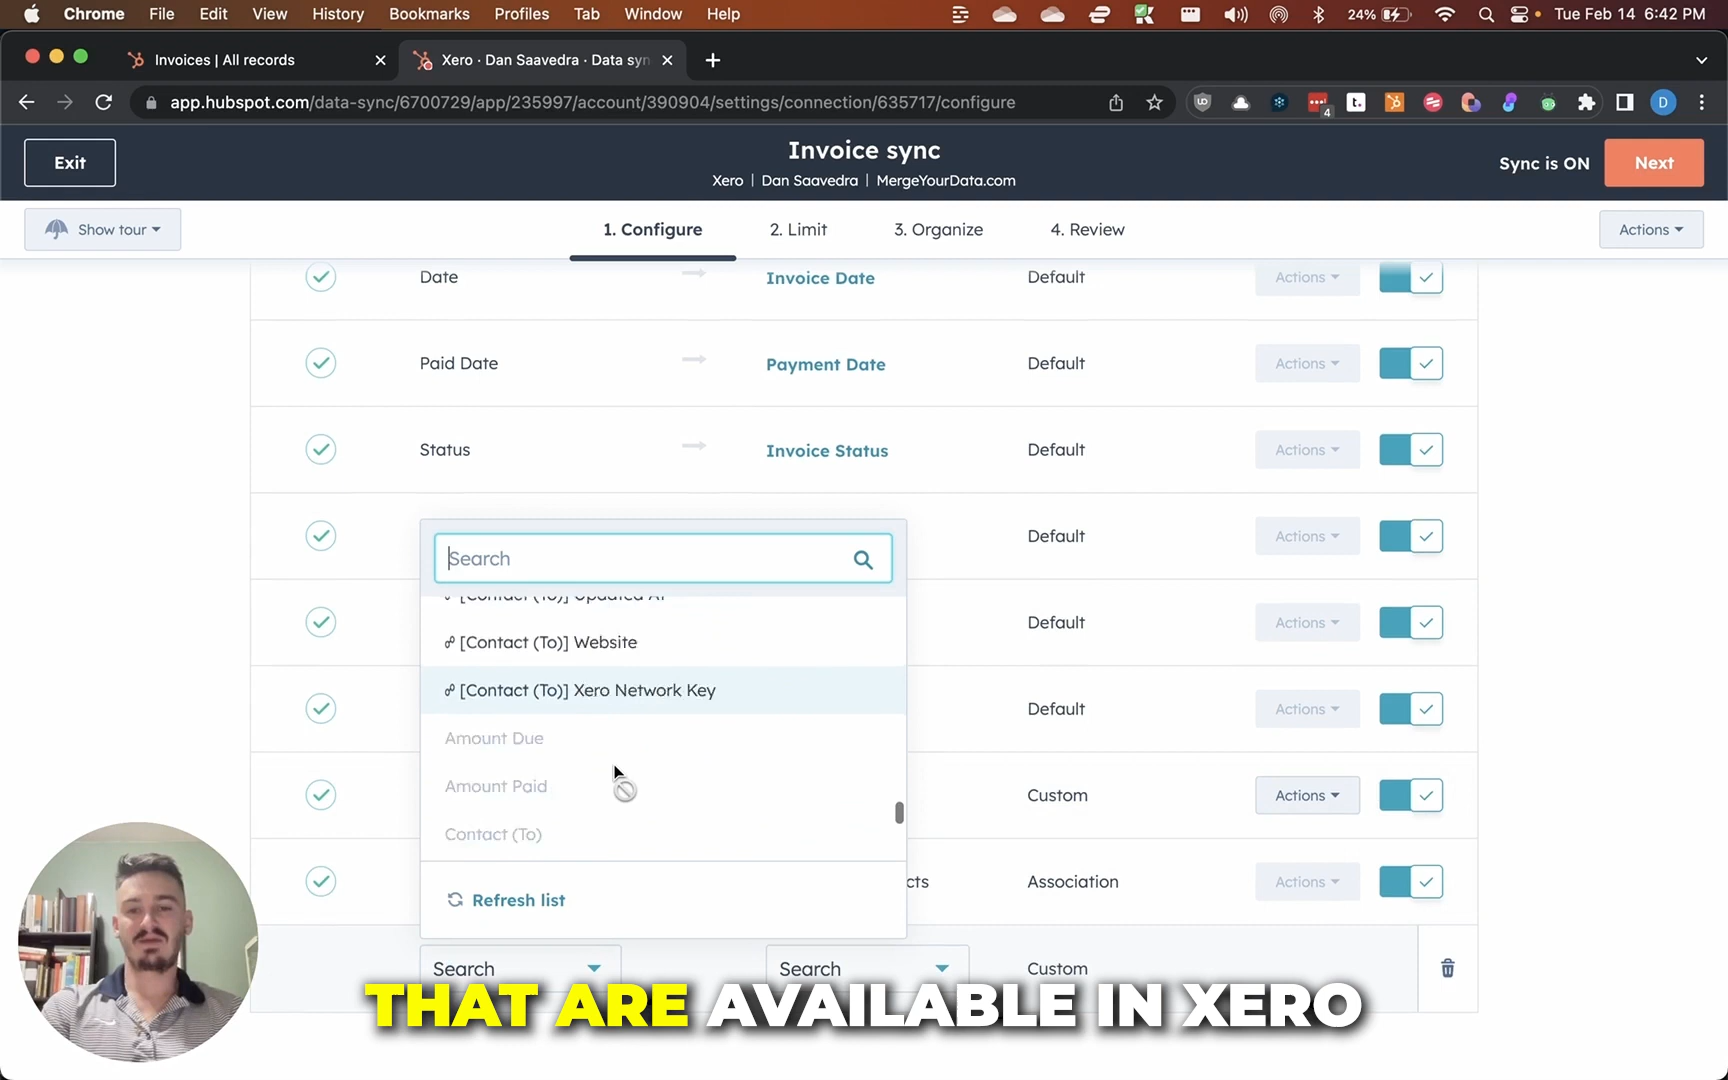 Chrome File Edit View History Bookmarks Profiles Tab Window Help 24% Tue Feb 14 6:42 PM
Invoices | All records Xero · Dan Saavedra · Data syn
app.hubspot.com/data-sync/6700729/app/235997/account/390904/settings/connection/635717/configure
4 t. D
Exit Invoice sync Sync is ON Next
Xero | Dan Saavedra | MergeYourData.com
Show tour 1. Configure 2. Limit 3. Organize 4. Review Actions
Date Invoice Date Default Actions
Paid Date Payment Date Default Actions
Status Invoice Status Default Actions
Default Actions
Search
[Contact (To)] Updated At
Default Actions
[Contact (To)] Website
[Contact (To)] Xero Network Key
Default Actions
Amount Due
Amount Paid
Custom Actions
Contact (To)
cts Association Actions
Refresh list
Search Search Custom
THAT ARE AVAILABLE IN XERO